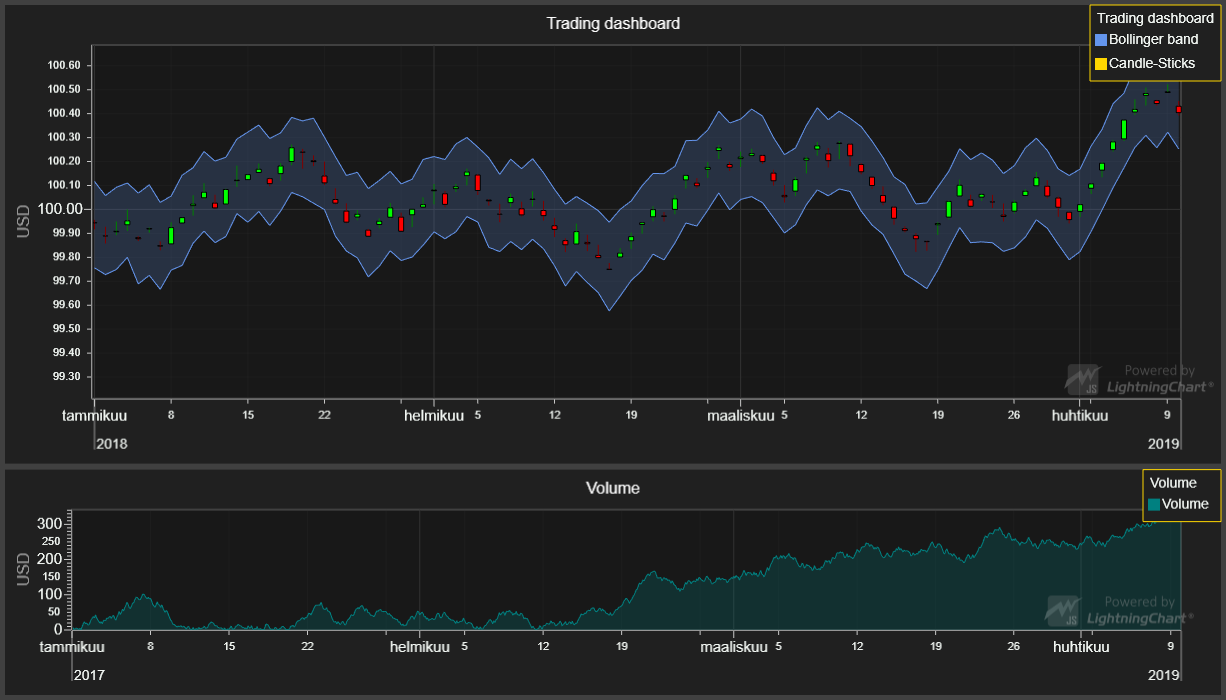 Trading dashboard
Trading dashboard
Bollinger band
Candle-Sticks
USD
100.60
100.50
100.40
100.30
100.20
100.10
100.00
99.90
99.80
99.70
99.60
99.50
99.40
99.30
Powered by
JS LightningChart®
tammikuu 8 15 22 helmikuu 5 12 19 maaliskuu 5 12 19 26 huhtikuu 9
2018 2019
Volume
Volume
Volume
USD
300
250
200
150
100
50
0
Powered by
JS LightningChart®
tammikuu 8 15 22 helmikuu 5 12 19 maaliskuu 5 12 19 26 huhtikuu 9
2017 2019